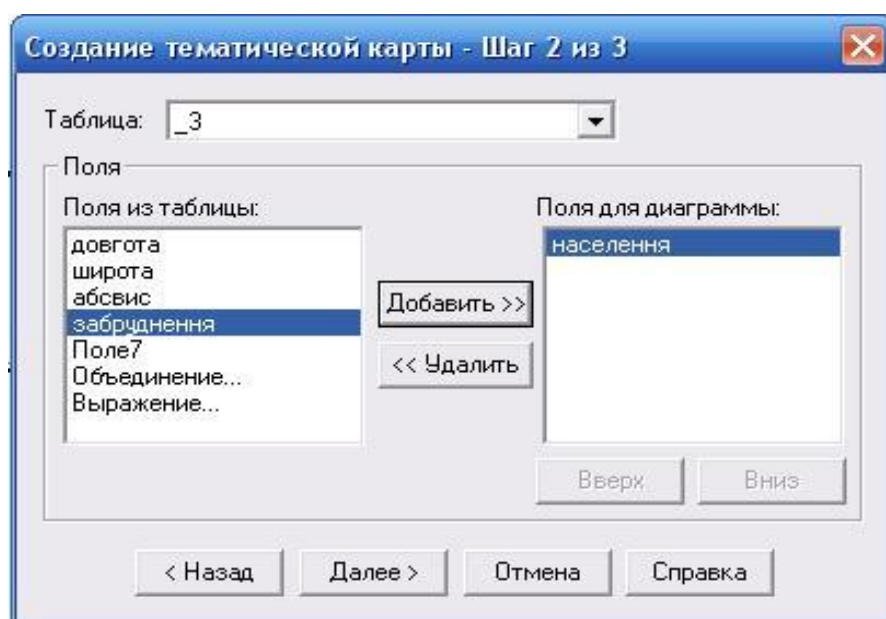 Создание тематической карты - Шаг 2 из 3
Таблица: _3
Поля
Поля из таблицы:
довгота
широта
абсвис
забруднення
Поле7
Объединение...
Выражение...
Добавить >>
<< Удалить
Поля для диаграммы:
населення
Вверх Вниз
< Назад Далее > Отмена Справка